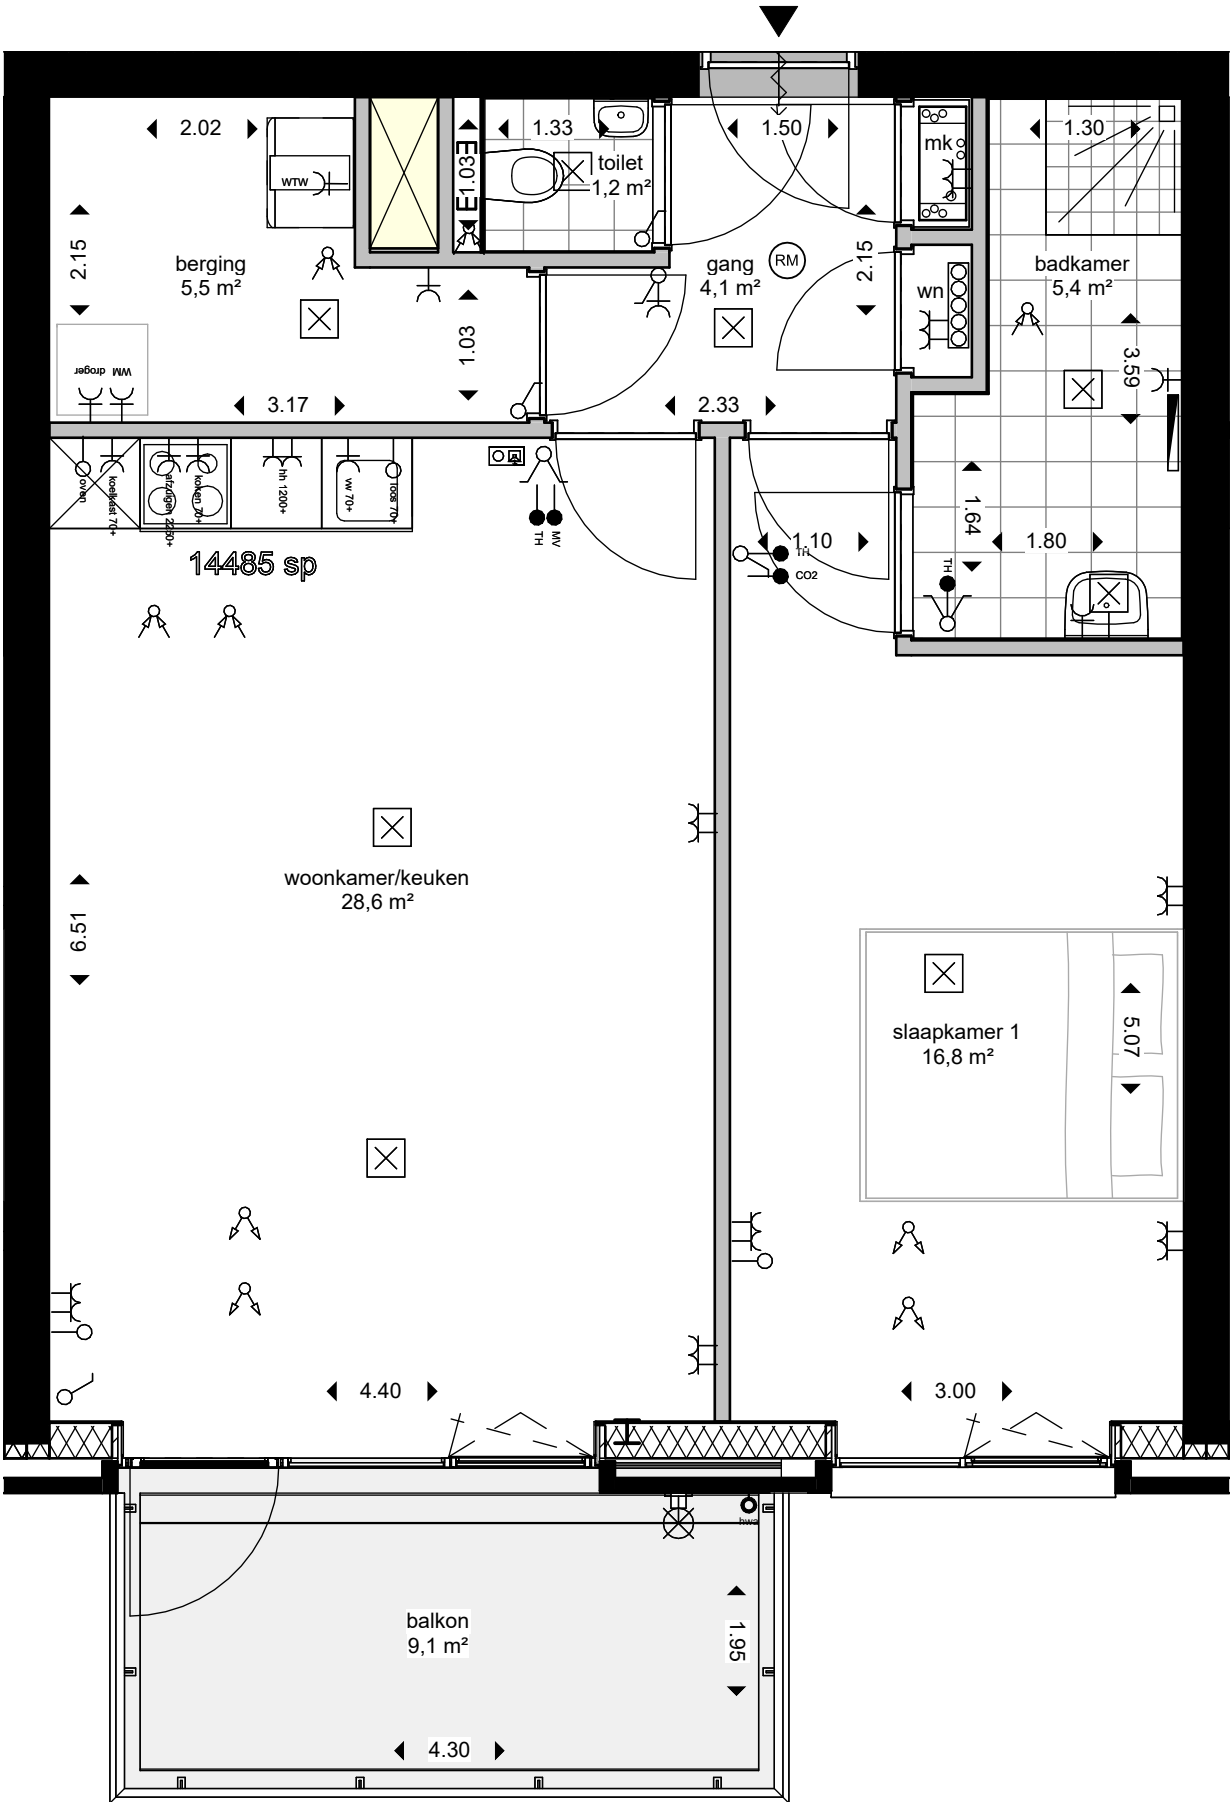 2.02
1.33
1.50
1.30
1.03
toilet
1,2 m²
mk
WTW
2.15
berging
5,5 m²
gang
4,1 m²
RM
2.15
badkamer
5,4 m²
wn
1.03
3.59
WM droger
3.17
2.33
oven
koelkast 70+
afzuigen 2250+
koken 70+
hh 1200+
vw 70+
loos 70+
TH
MV
1.64
14485 sp
1.10
TH
CO2
1.80
TH
woonkamer/keuken
28,6 m²
6.51
slaapkamer 1
16,8 m²
5.07
4.40
3.00
hwa
balkon
9,1 m²
1.95
4.30